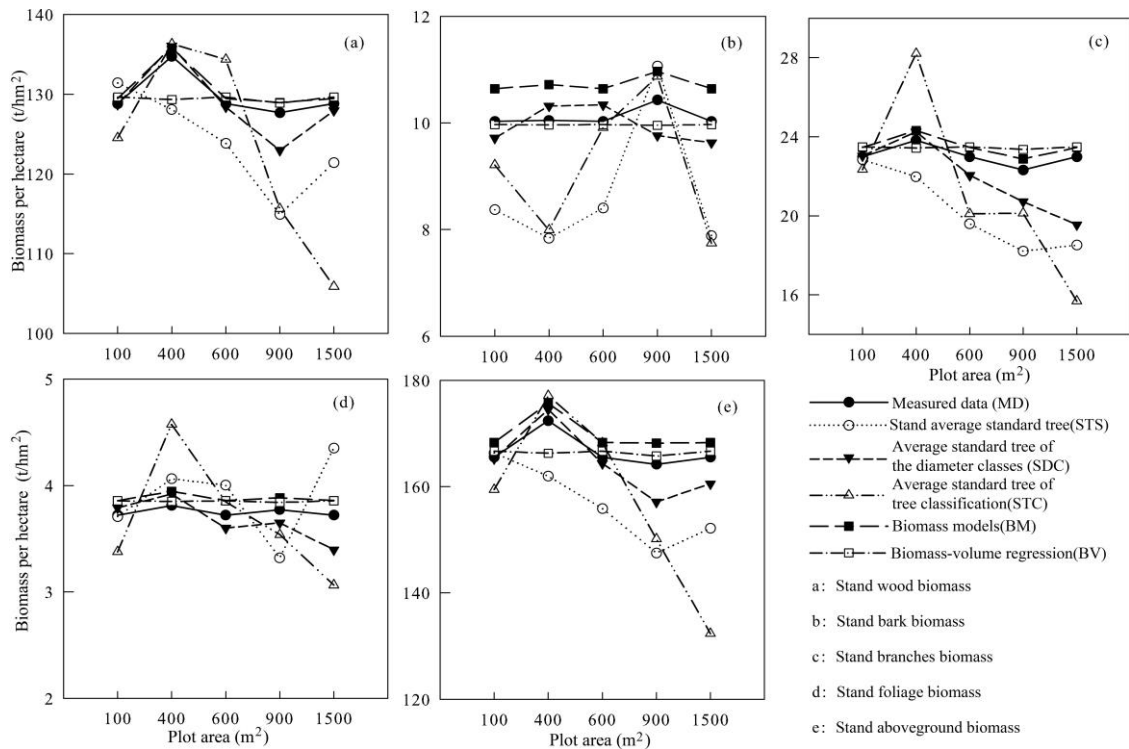 Biomass per hectare (t/hm²)
140
130
120
110
100
(a)
100 400 600 900 1500
12
10
8
6
(b)
100 400 600 900 1500
28
24
20
16
(c)
100 400 600 900 1500
Plot area (m²)
Biomass per hectare (t/hm²)
5
4
3
2
(d)
100 400 600 900 1500
Plot area (m²)
180
160
140
120
(e)
100 400 600 900 1500
Plot area (m²)
Measured data (MD)
Stand average standard tree(STS)
Average standard tree of
the diameter classes (SDC)
Average standard tree of
tree classification(STC)
Biomass models(BM)
Biomass-volume regression(BV)
a: Stand wood biomass
b: Stand bark biomass
c: Stand branches biomass
d: Stand foliage biomass
e: Stand aboveground biomass